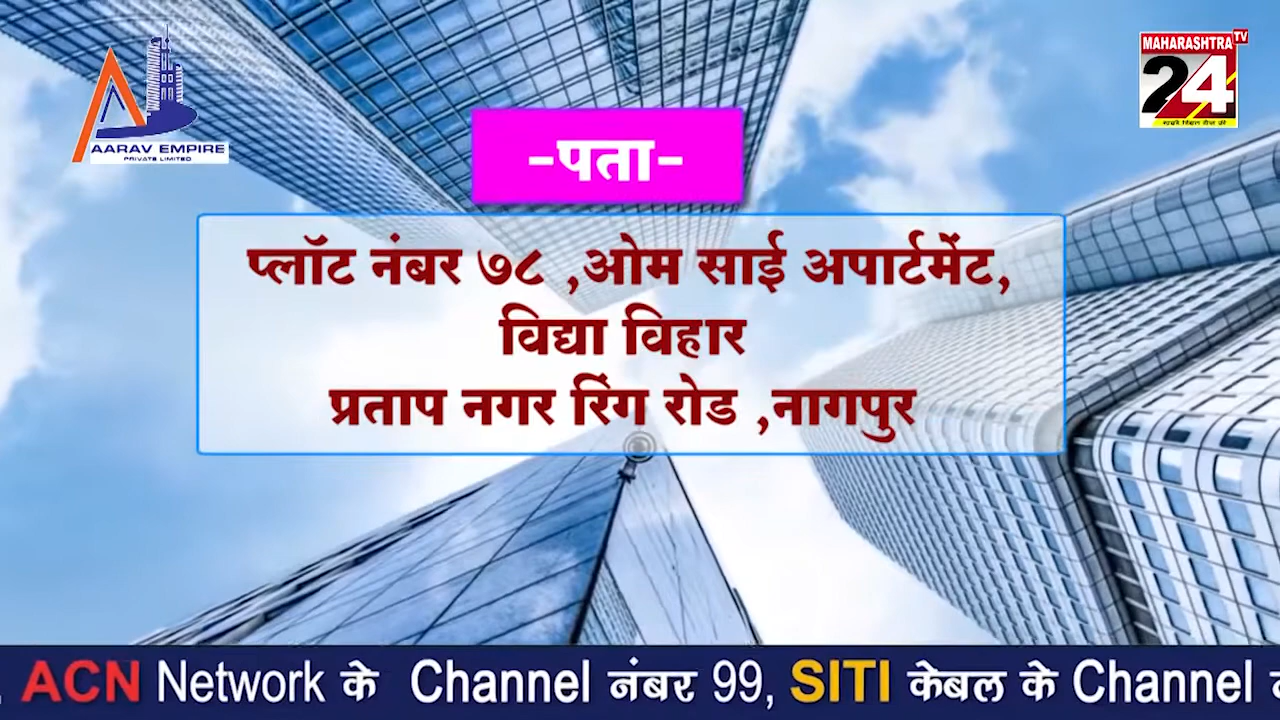 AARAV EMPIRE
PRIVATE LIMITED
MAHARASHTRA TV
24
-पता-
प्लॉट नंबर ७८ ,ओम साई अपार्टमेंट,
विद्या विहार
प्रताप नगर रिंग रोड ,नागपुर
ACN Network के Channel नंबर 99, SITI केबल के Channel